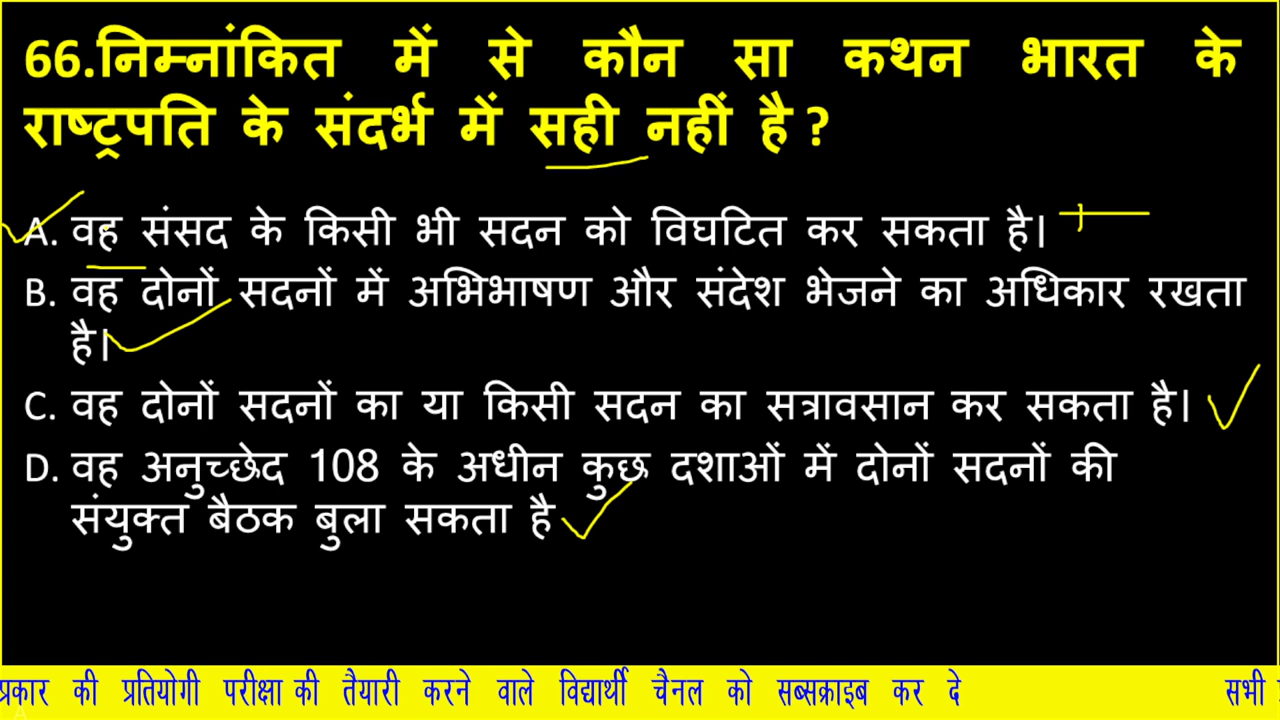 66.निम्नांकित में से कौन सा कथन भारत के
राष्ट्रपति के संदर्भ में सही नहीं है ?
A. वह संसद के किसी भी सदन को विघटित कर सकता है।
B. वह दोनों सदनों में अभिभाषण और संदेश भेजने का अधिकार रखता
है।
C. वह दोनों सदनों का या किसी सदन का सत्रावसान कर सकता है।
D. वह अनुच्छेद 108 के अधीन कुछ दशाओं में दोनों सदनों की
संयुक्त बैठक बुला सकता है
प्रकार की प्रतियोगी परीक्षा की तैयारी करने वाले विद्यार्थी चैनल को सब्सक्राइब कर दे सभी